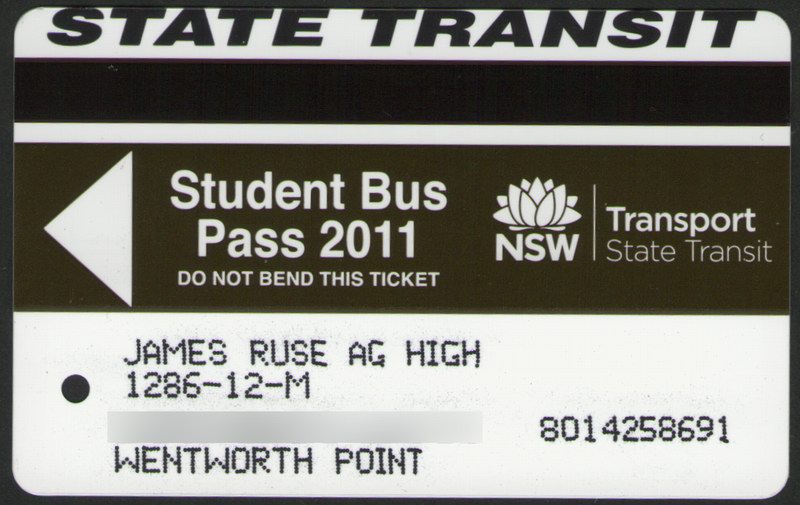 STATE TRANSIT
Student Bus
Pass 2011
DO NOT BEND THIS TICKET
NSW
Transport
State Transit
JAMES RUSE AG HIGH
1286-12-M
8014258691
WENTWORTH POINT